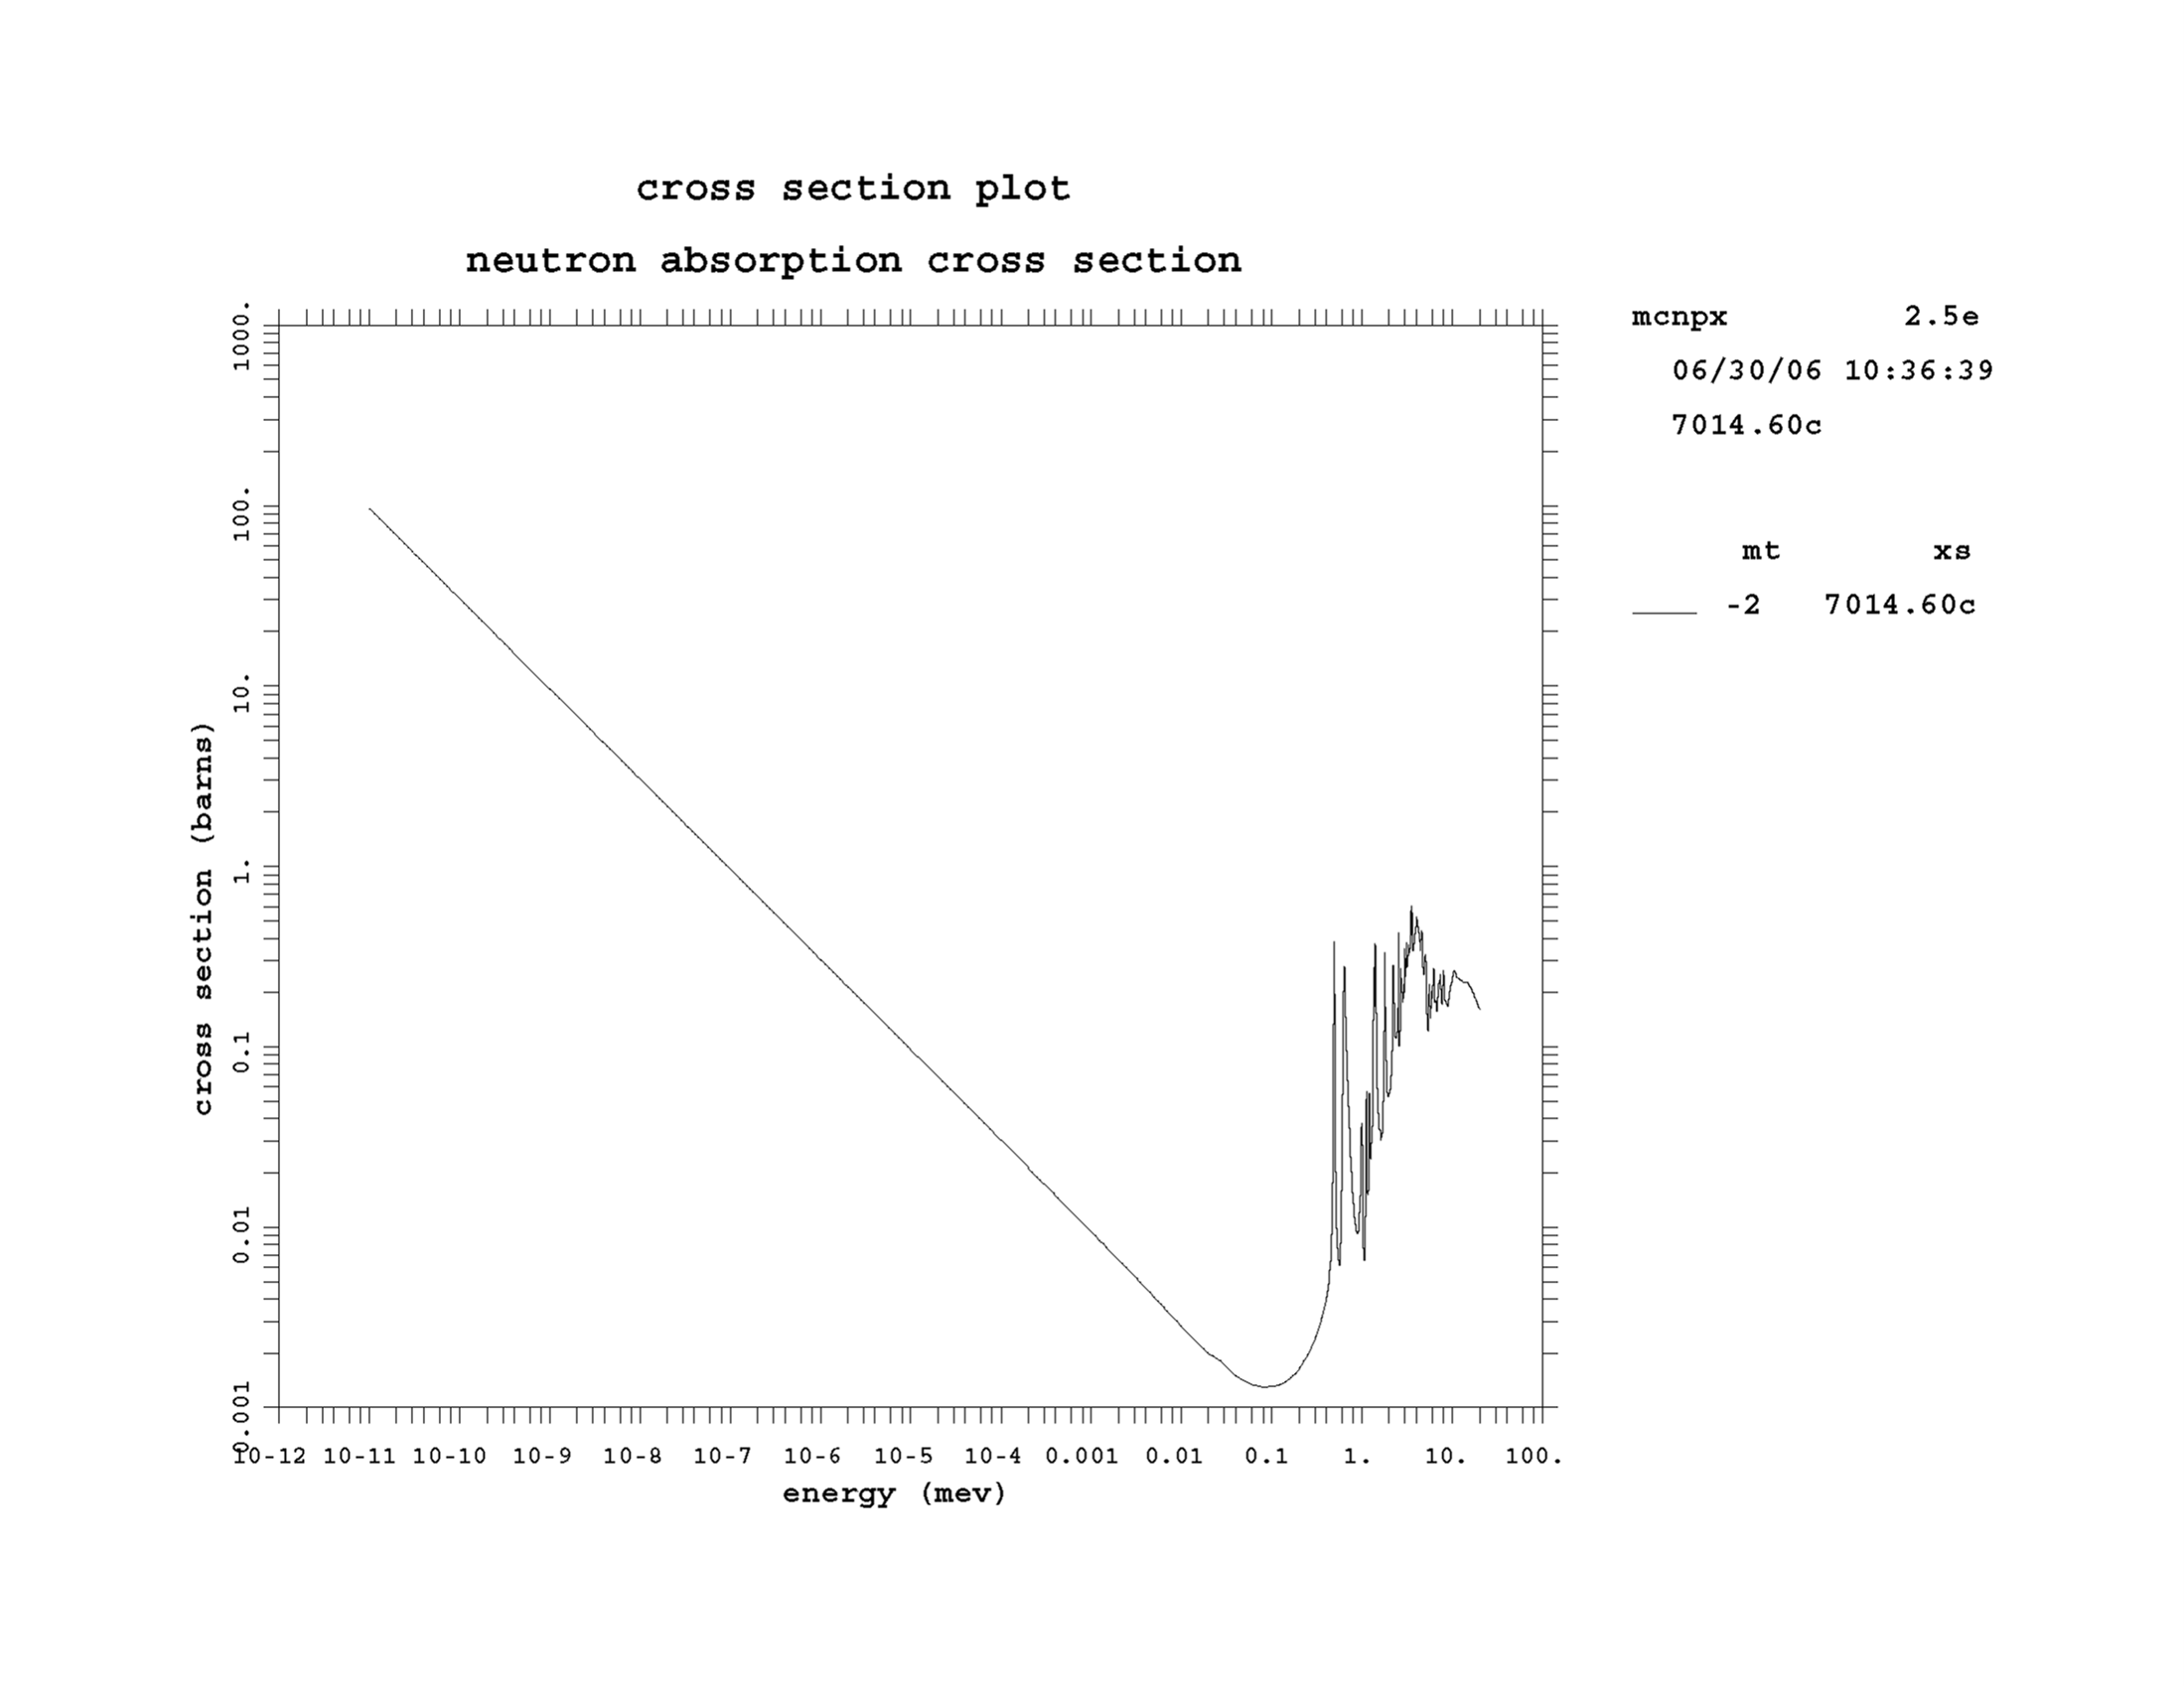 cross section plot
neutron absorption cross section
mcnpx 2.5e
06/30/06 10:36:39
7014.60c
mt xs
-2 7014.60c
cross section (barns)
1000.
100.
10.
1.
0.1
0.01
0.001
10-12 10-11 10-10 10-9 10-8 10-7 10-6 10-5 10-4 0.001 0.01 0.1 1. 10. 100.
energy (mev)